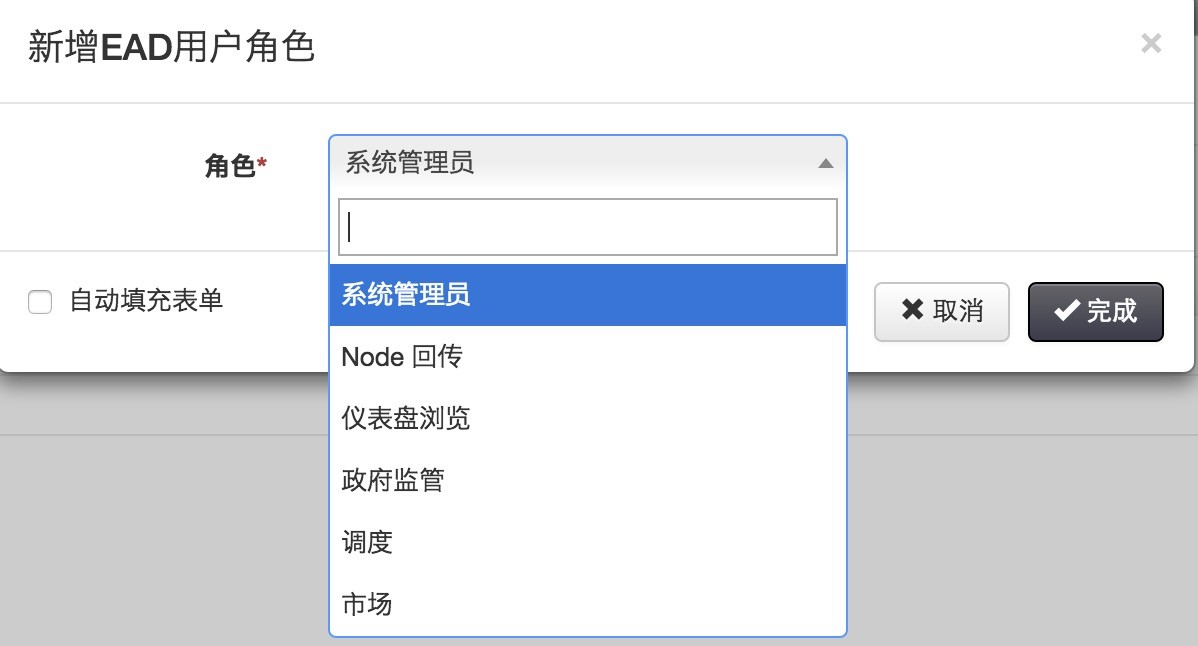 新增EAD用户角色
角色*
系统管理员
系统管理员
Node 回传
仪表盘浏览
政府监管
调度
市场
自动填充表单
取消
完成